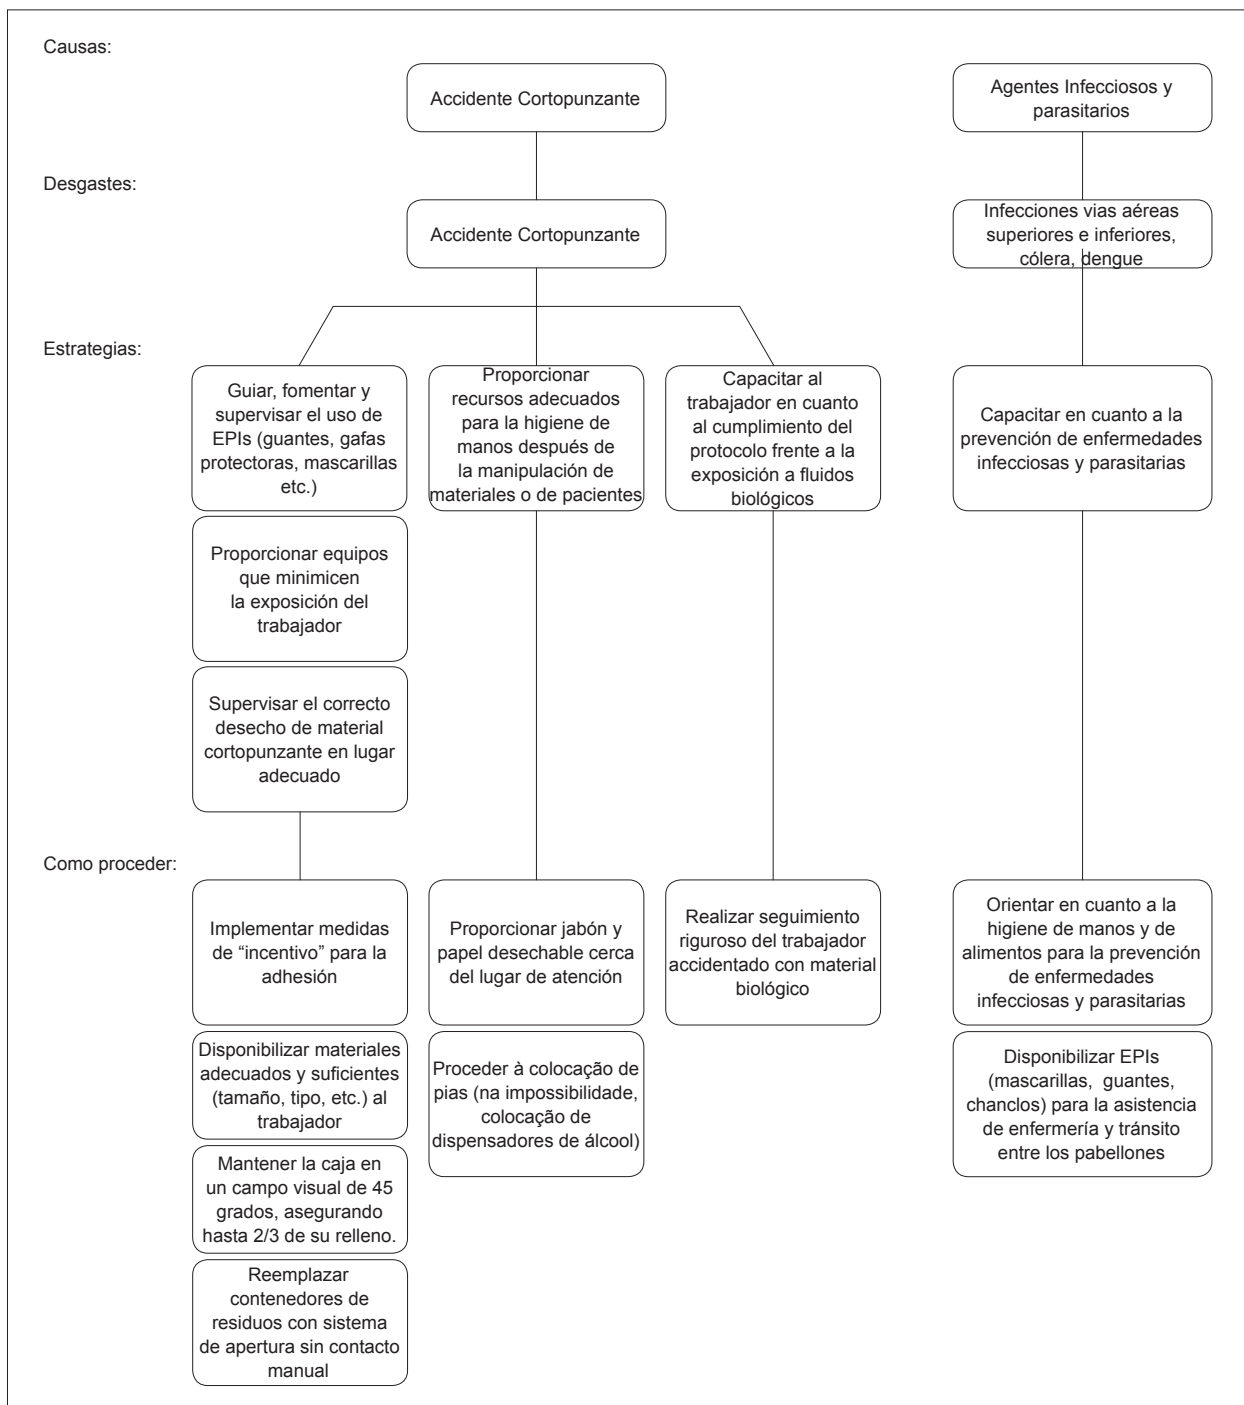 Causas:
Accidente Cortopunzante
Agentes Infecciosos y
parasitarios
Desgastes:
Accidente Cortopunzante
Infecciones vias aéreas
superiores e inferiores,
cólera, dengue
Estrategias:
Guiar, fomentar y
supervisar el uso de
EPIs (guantes, gafas
protectoras, mascarillas
etc.)
Proporcionar equipos
que minimicen
la exposición del
trabajador
Supervisar el correcto
desecho de material
cortopunzante en lugar
adecuado
Proporcionar
recursos adecuados
para la higiene de
manos después de
la manipulación de
materiales o de pacientes
Capacitar al
trabajador en cuanto
al cumplimiento del
protocolo frente a la
exposición a fluidos
biológicos
Capacitar en cuanto a la
prevención de enfermedades
infecciosas y parasitarias
Como proceder:
Implementar medidas
de “incentivo” para la
adhesión
Disponibilizar materiales
adecuados y suficientes
(tamaño, tipo, etc.) al
trabajador
Mantener la caja en
un campo visual de 45
grados, asegurando
hasta 2/3 de su relleno.
Reemplazar
contenedores de
residuos con sistema
de apertura sin contacto
manual
Proporcionar jabón y
papel desechable cerca
del lugar de atención
Proceder à colocação de
pias (na impossibilidade,
colocação de
dispensadores de álcool)
Realizar seguimiento
riguroso del trabajador
accidentado con material
biológico
Orientar en cuanto a la
higiene de manos y de
alimentos para la prevención
de enfermedades
infecciosas y parasitarias
Disponibilizar EPIs
(mascarillas, guantes,
chanclos) para la asistencia
de enfermería y tránsito
entre los pabellones